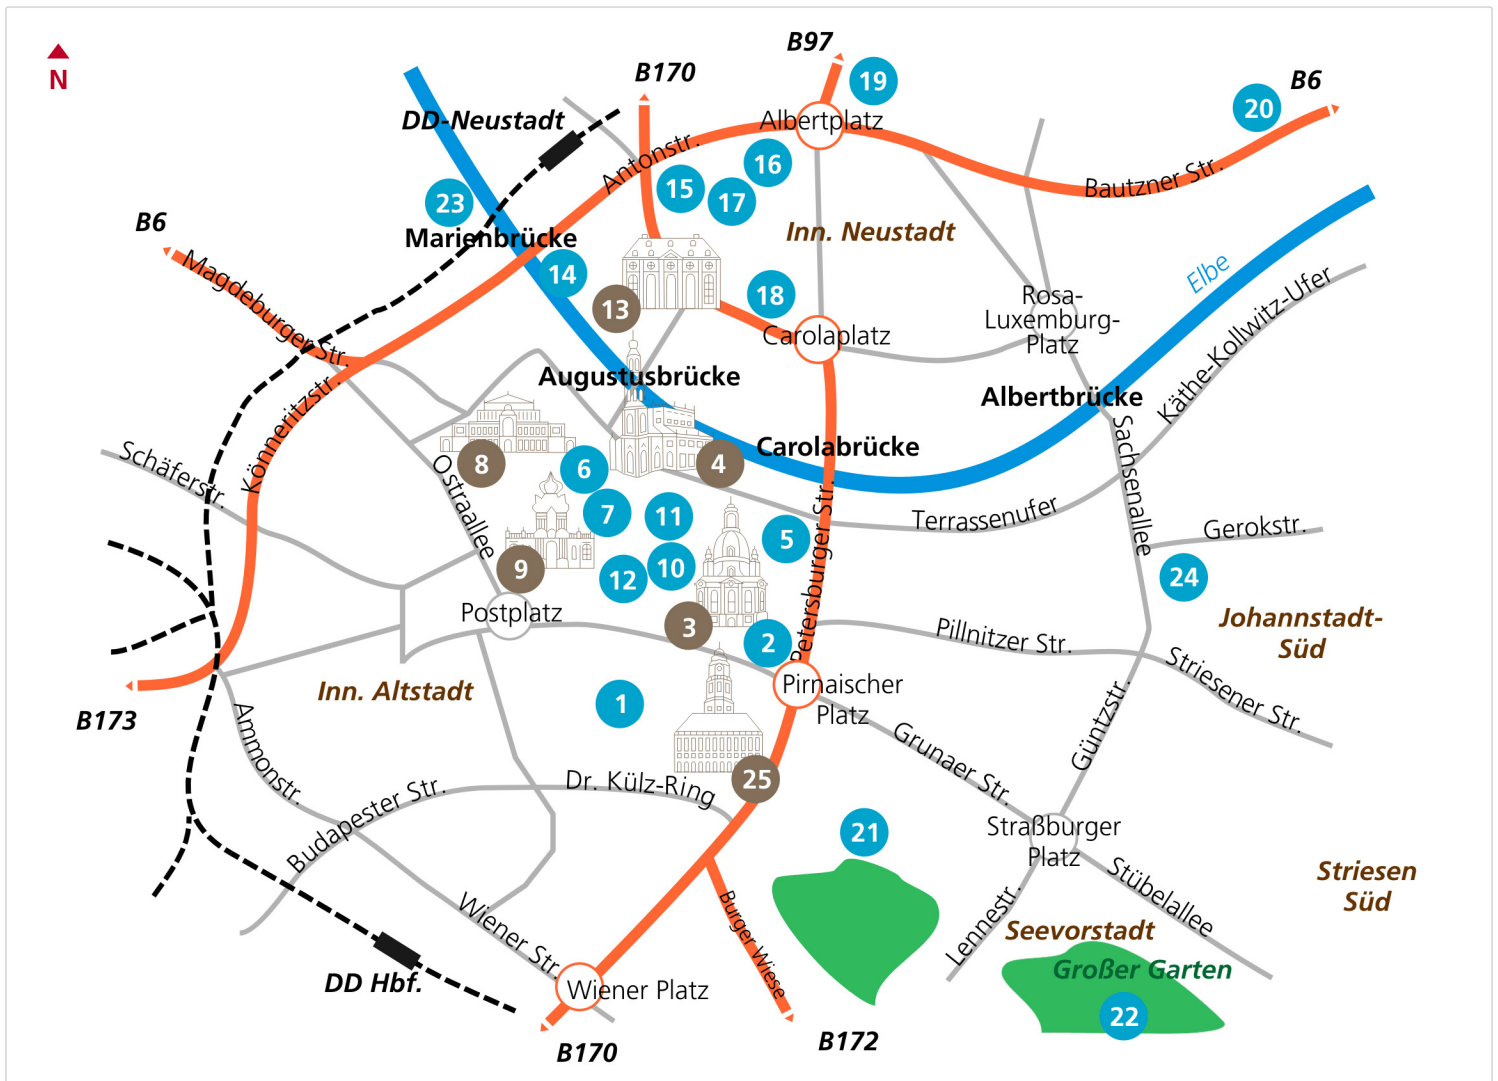 B97
B170
19
B6
N
20
DD-Neustadt
Albertplatz
Antonstr.
16
15
17
Bautzner Str.
23
B6
Marienbrücke
Inn. Neustadt
Magdeburger Str.
14
Elbe
18
13
Rosa-
Luxemburg-
Platz
Carolaplatz
Käthe-Kollwitz-Ufer
Augustusbrücke
Albertbrücke
Könneritzstr.
Carolabrücke
Sachsenallee
Schäferstr.
8
6
4
Ostraallee
7
11
Terrassenufer
5
Gerokstr.
Petersburger Str.
9
12
10
24
Postplatz
3
2
Pillnitzer Str.
Johannstadt-
Süd
Striesener Str.
Inn. Altstadt
1
Pirnaischer
Platz
B173
Ammonstr.
Güntzstr.
Grunaer Str.
25
Dr. Külz-Ring
Budapester Str.
21
Straßburger
Platz
Stübelallee
Striesen
Süd
Burger Wiese
Lennestr.
Wiener Str.
Seevorstadt
DD Hbf.
Großer Garten
Wiener Platz
22
B170
B172